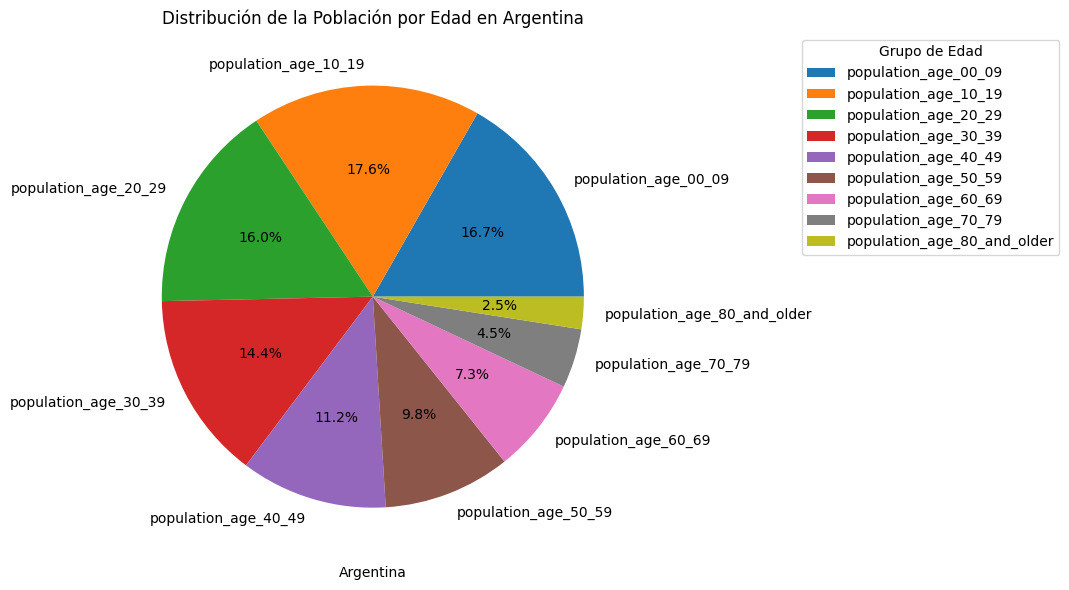 Distribución de la Población por Edad en Argentina
population_age_10_19
population_age_00_09
population_age_20_29
17.6%
16.7%
16.0%
2.5%
population_age_80_and_older
4.5%
14.4%
population_age_70_79
7.3%
population_age_30_39
11.2%
9.8%
population_age_60_69
population_age_50_59
population_age_40_49
Argentina
Grupo de Edad
population_age_00_09
population_age_10_19
population_age_20_29
population_age_30_39
population_age_40_49
population_age_50_59
population_age_60_69
population_age_70_79
population_age_80_and_older